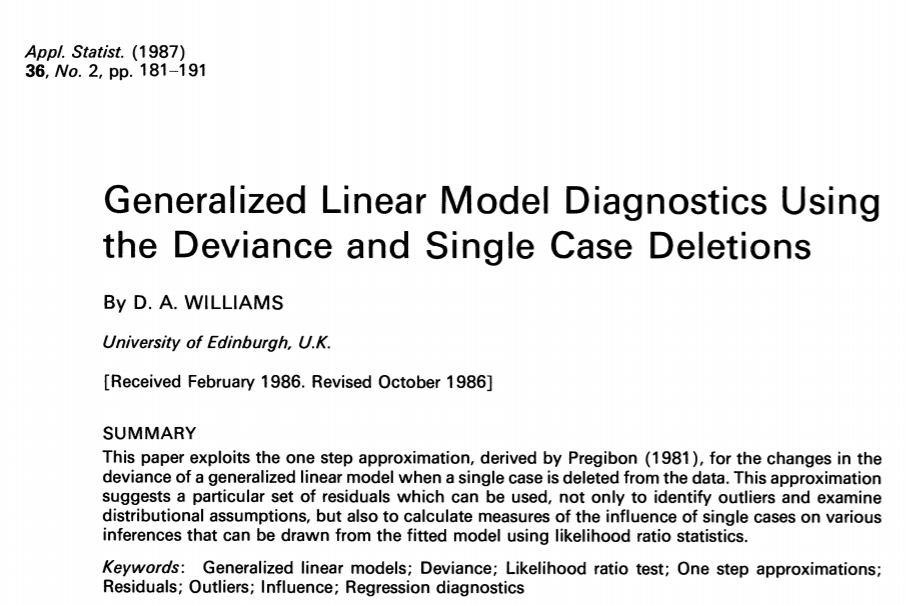 Appl. Statist. (1987)
36, No. 2, pp. 181–191
Generalized Linear Model Diagnostics Using
the Deviance and Single Case Deletions
By D. A. WILLIAMS
University of Edinburgh, U.K.
[Received February 1986. Revised October 1986]
SUMMARY
This paper exploits the one step approximation, derived by Pregibon (1981), for the changes in the
deviance of a generalized linear model when a single case is deleted from the data. This approximation
suggests a particular set of residuals which can be used, not only to identify outliers and examine
distributional assumptions, but also to calculate measures of the influence of single cases on various
inferences that can be drawn from the fitted model using likelihood ratio statistics.
Keywords: Generalized linear models; Deviance; Likelihood ratio test; One step approximations;
Residuals; Outliers; Influence; Regression diagnostics